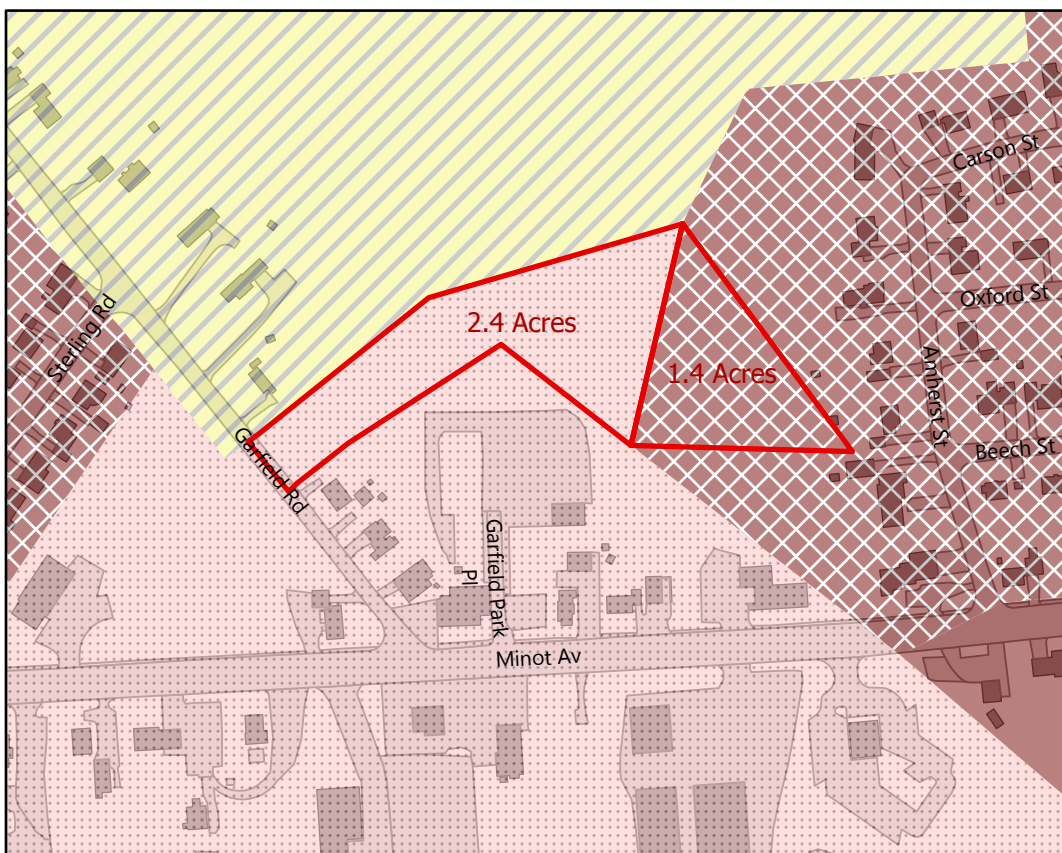 Carson St
Oxford St
Sterling Rd
2.4 Acres
1.4 Acres
Amherst St
Beech St
Garfield Rd
Garfield Park
Pl
Minot Av